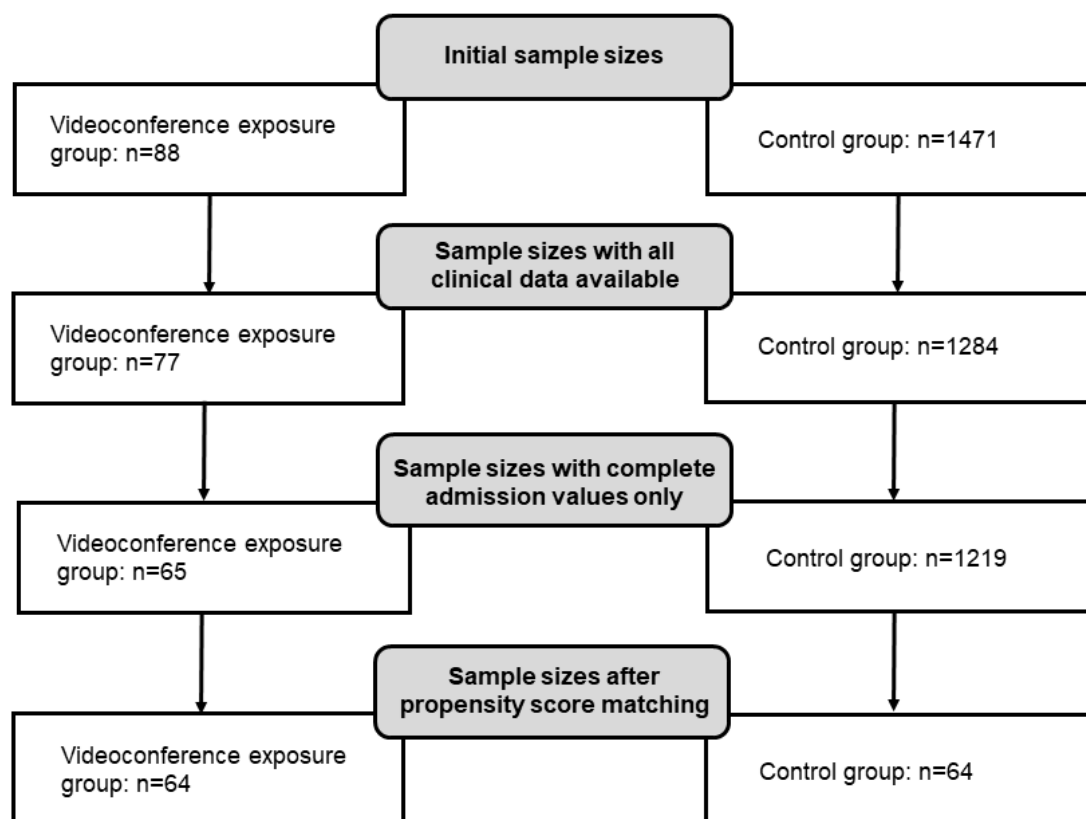 Initial sample sizes
Videoconference exposure
group: n=88
Control group: n=1471
Sample sizes with all
clinical data available
Videoconference exposure
group: n=77
Control group: n=1284
Sample sizes with complete
admission values only
Videoconference exposure
group: n=65
Control group: n=1219
Sample sizes after
propensity score matching
Videoconference exposure
group: n=64
Control group: n=64